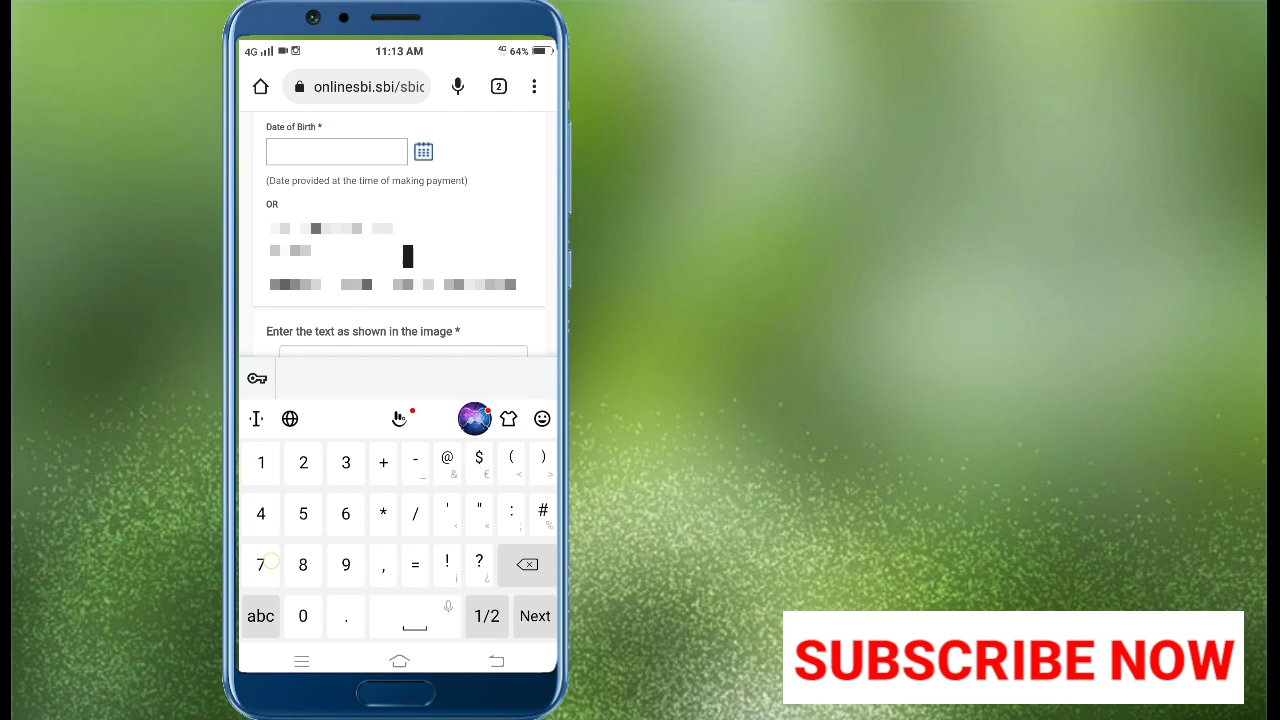 4G 11:13 AM 4G 64%
onlinesbi.sbi/sbic 2
Date of Birth *
(Date provided at the time of making payment)
OR
Enter the text as shown in the image *
1 2 3 + - _ @ & $ € ( < ) >
4 5 6 * / ' ‹ " « : ; # %
7 8 9 , = ! ¡ ? ¿
abc 0 . 1/2 Next
SUBSCRIBE NOW